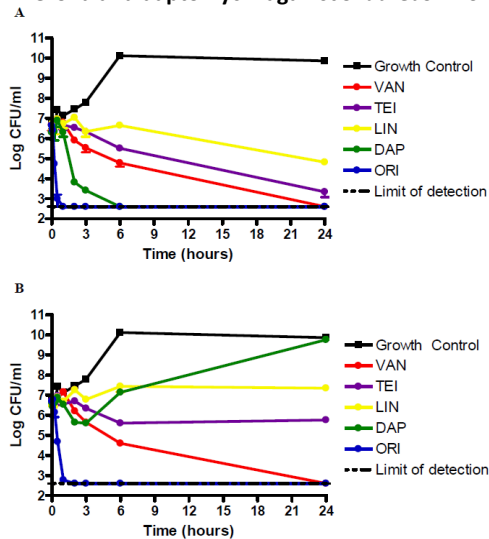 A
11
10
9
8
7
6
5
4
3
2
Log CFU/ml
0 3 6 9 12 15 18 21 24
Time (hours)
Growth Control
VAN
TEI
LIN
DAP
ORI
Limit of detection
B
11
10
9
8
7
6
5
4
3
2
Log CFU/ml
0 3 6 9 12 15 18 21 24
Time (hours)
Growth Control
VAN
TEI
LIN
DAP
ORI
Limit of detection